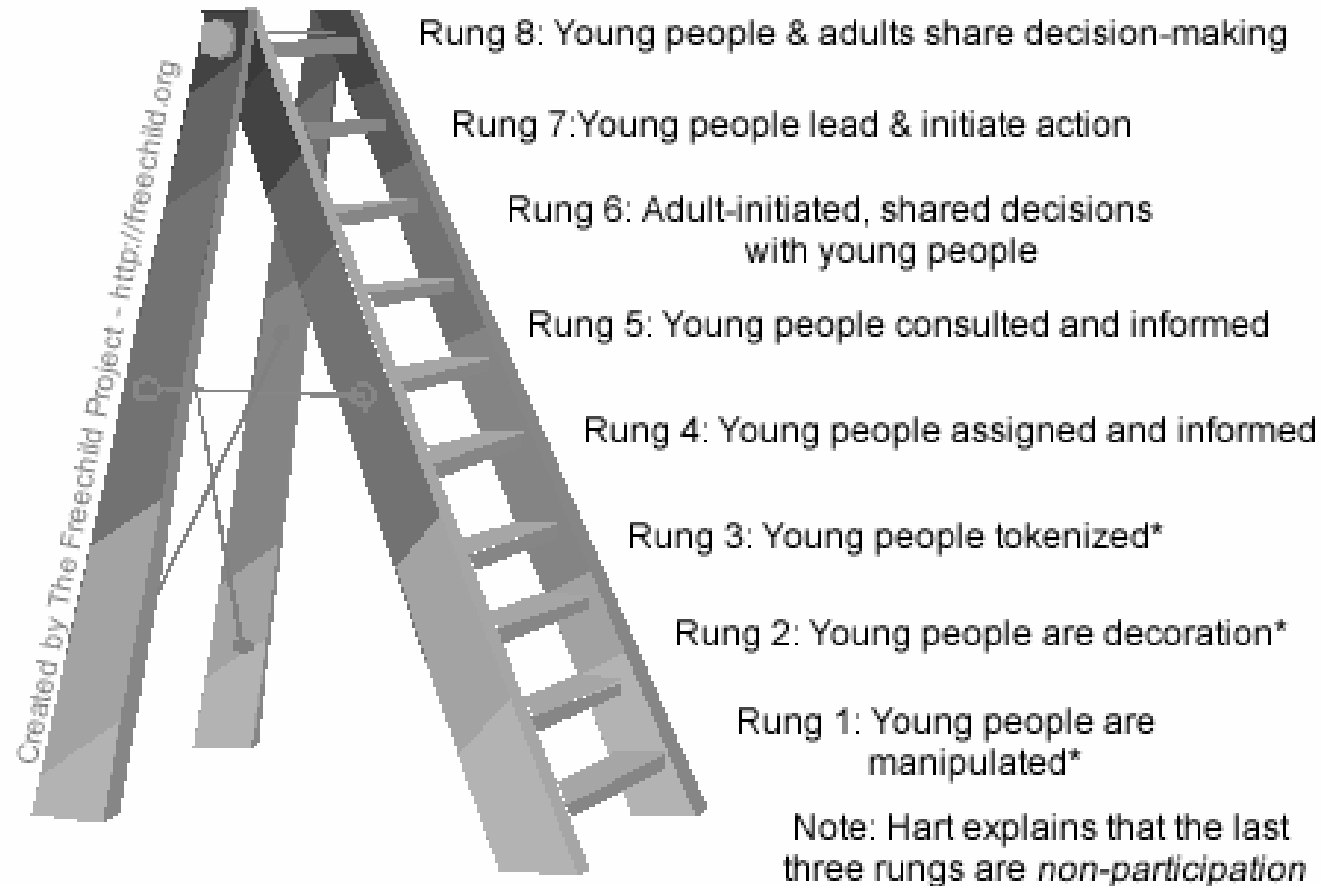 Rung 8: Young people & adults share decision-making
Rung 7:Young people lead & initiate action
Rung 6: Adult-initiated, shared decisions
with young people
Rung 5: Young people consulted and informed
Rung 4: Young people assigned and informed
Rung 3: Young people tokenized*
Rung 2: Young people are decoration*
Rung 1: Young people are
manipulated*
Note: Hart explains that the last
three rungs are non-participation
Created by The Freechild Project - http://freechild.org